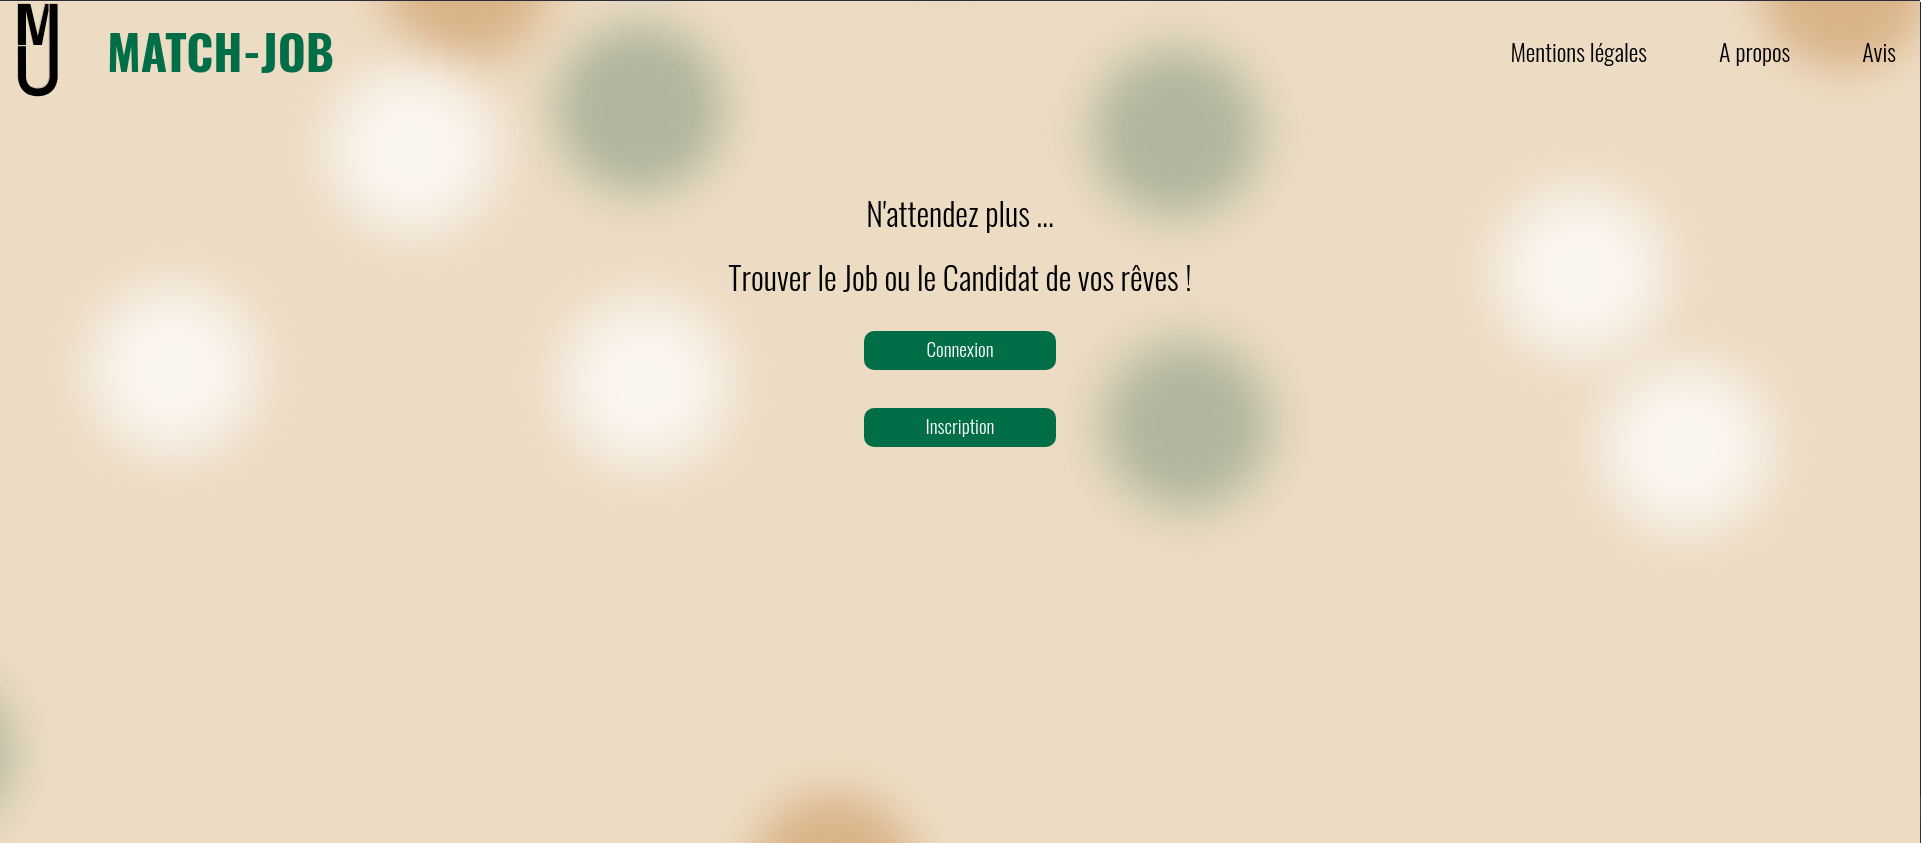 MJ
MATCH-JOB
Mentions légales
A propos
Avis
N'attendez plus ...
Trouver le Job ou le Candidat de vos rêves !
Connexion
Inscription